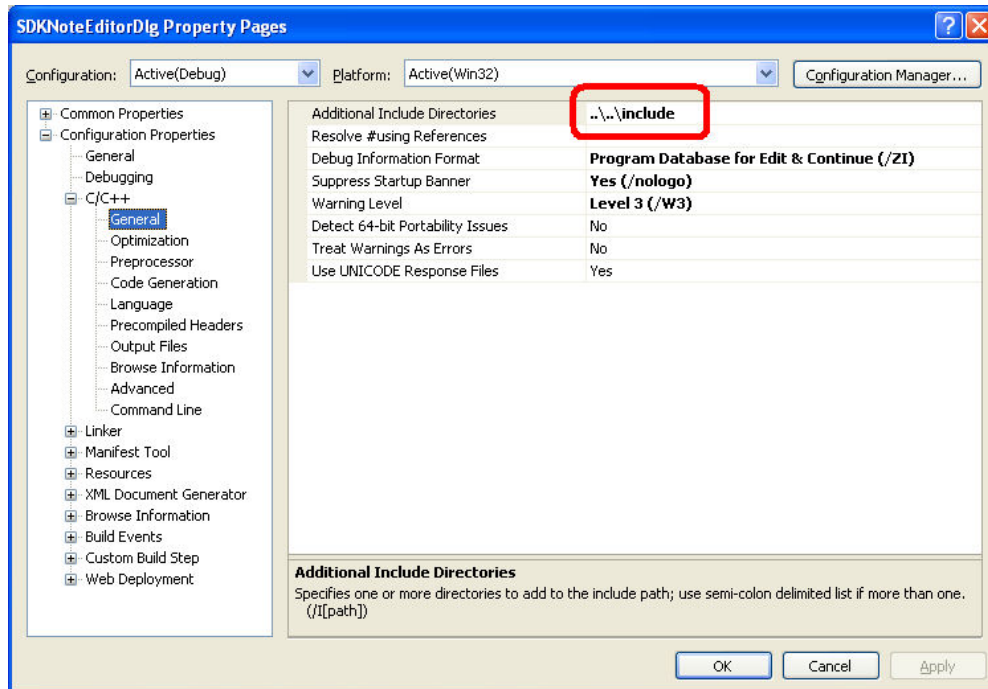 SDKNoteEditorDlg Property Pages
Configuration: Active(Debug) Platform: Active(Win32) Configuration Manager...
Common Properties
Configuration Properties
General
Debugging
C/C++
General
Optimization
Preprocessor
Code Generation
Language
Precompiled Headers
Output Files
Browse Information
Advanced
Command Line
Linker
Manifest Tool
Resources
XML Document Generator
Browse Information
Build Events
Custom Build Step
Web Deployment
Additional Include Directories ..\..\include
Resolve #using References
Debug Information Format Program Database for Edit & Continue (/ZI)
Suppress Startup Banner Yes (/nologo)
Warning Level Level 3 (/W3)
Detect 64-bit Portability Issues No
Treat Warnings As Errors No
Use UNICODE Response Files Yes
Additional Include Directories
Specifies one or more directories to add to the include path; use semi-colon delimited list if more than one.
(/I[path])
OK Cancel Apply